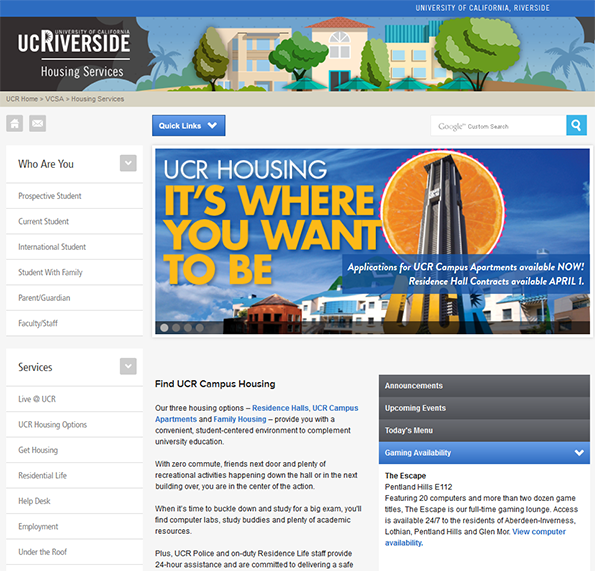 UNIVERSITY OF CALIFORNIA, RIVERSIDE
UNIVERSITY OF CALIFORNIA
UCRIVERSIDE
Housing Services
UCR Home > VCSA > Housing Services
Quick Links
Google™ Custom Search
Who Are You
Prospective Student
Current Student
International Student
Student With Family
Parent/Guardian
Faculty/Staff
Services
Live @ UCR
UCR Housing Options
Get Housing
Residential Life
Help Desk
Employment
Under the Roof
UCR HOUSING
IT'S WHERE
YOU WANT
TO BE
Applications for UCR Campus Apartments available NOW!
Residence Hall Contracts available APRIL 1.
UCR
Find UCR Campus Housing
Our three housing options – Residence Halls, UCR Campus
Apartments and Family Housing – provide you with a
convenient, student-centered environment to complement
university education.
With zero commute, friends next door and plenty of
recreational activities happening down the hall or in the next
building over, you are in the center of the action.
When it's time to buckle down and study for a big exam, you'll
find computer labs, study buddies and plenty of academic
resources.
Plus, UCR Police and on-duty Residence Life staff provide
24-hour assistance and are committed to delivering a safe
Announcements
Upcoming Events
Today's Menu
Gaming Availability
The Escape
Pentland Hills E112
Featuring 20 computers and more than two dozen game
titles, The Escape is our full-time gaming lounge. Access
is available 24/7 to the residents of Aberdeen-Inverness,
Lothian, Pentland Hills and Glen Mor. View computer
availability.